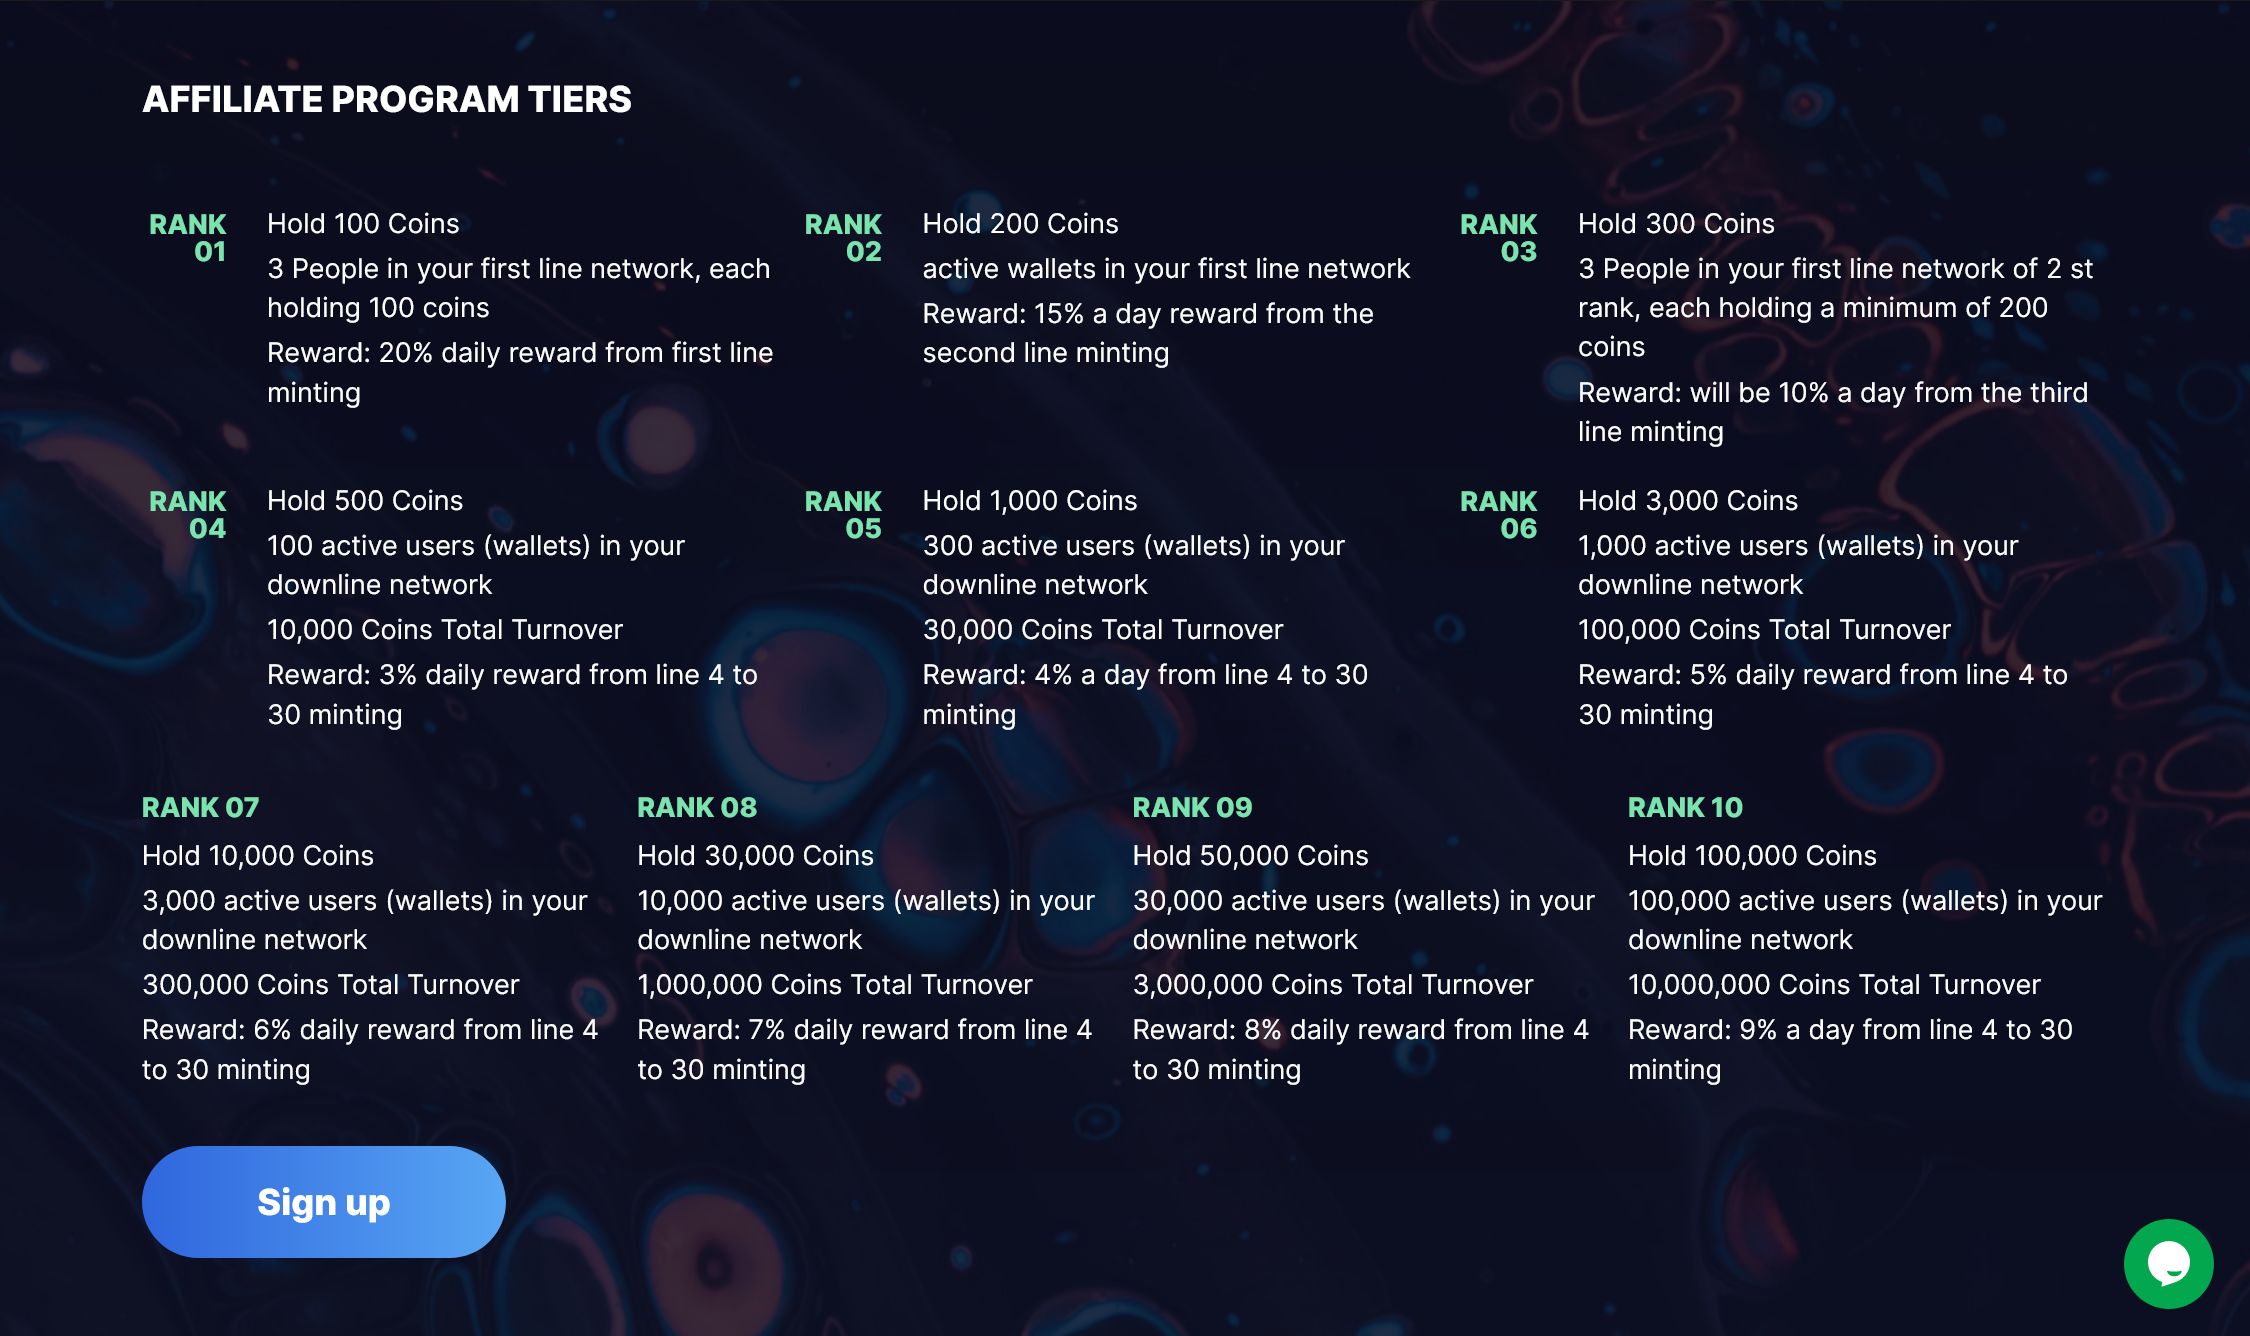 AFFILIATE PROGRAM TIERS
RANK
01
Hold 100 Coins
3 People in your first line network, each
holding 100 coins
Reward: 20% daily reward from first line
minting
RANK
02
Hold 200 Coins
active wallets in your first line network
Reward: 15% a day reward from the
second line minting
RANK
03
Hold 300 Coins
3 People in your first line network of 2 st
rank, each holding a minimum of 200
coins
Reward: will be 10% a day from the third
line minting
RANK
04
Hold 500 Coins
100 active users (wallets) in your
downline network
10,000 Coins Total Turnover
Reward: 3% daily reward from line 4 to
30 minting
RANK
05
Hold 1,000 Coins
300 active users (wallets) in your
downline network
30,000 Coins Total Turnover
Reward: 4% a day from line 4 to 30
minting
RANK
06
Hold 3,000 Coins
1,000 active users (wallets) in your
downline network
100,000 Coins Total Turnover
Reward: 5% daily reward from line 4 to
30 minting
RANK 07
Hold 10,000 Coins
3,000 active users (wallets) in your
downline network
300,000 Coins Total Turnover
Reward: 6% daily reward from line 4
to 30 minting
RANK 08
Hold 30,000 Coins
10,000 active users (wallets) in your
downline network
1,000,000 Coins Total Turnover
Reward: 7% daily reward from line 4
to 30 minting
RANK 09
Hold 50,000 Coins
30,000 active users (wallets) in your
downline network
3,000,000 Coins Total Turnover
Reward: 8% daily reward from line 4
to 30 minting
RANK 10
Hold 100,000 Coins
100,000 active users (wallets) in your
downline network
10,000,000 Coins Total Turnover
Reward: 9% a day from line 4 to 30
minting
Sign up